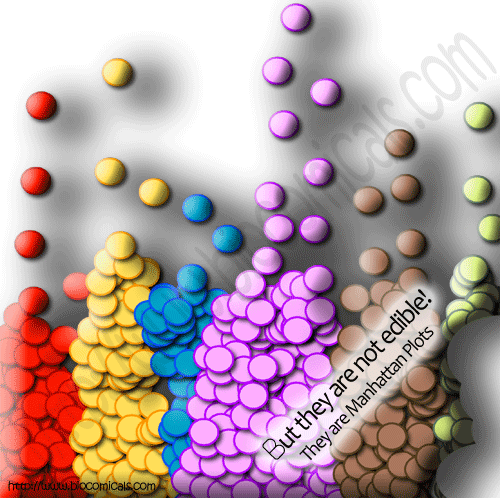 But they are not edible!
They are Manhattan Plots
http://www.biocomicals.com